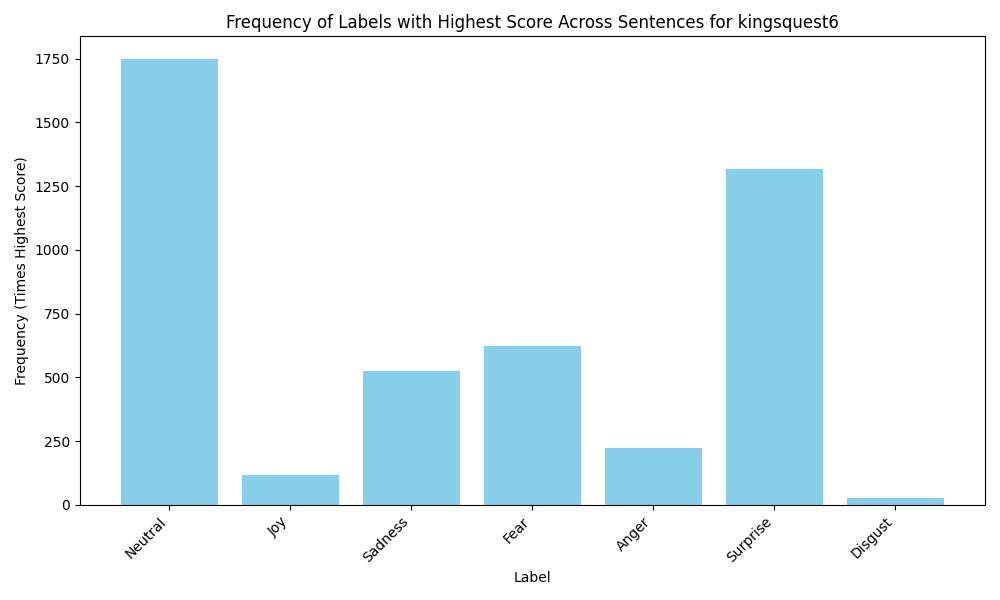 Frequency of Labels with Highest Score Across Sentences for kingsquest6
Frequency (Times Highest Score)
1750
1500
1250
1000
750
500
250
0
Neutral
Joy
Sadness
Fear
Anger
Surprise
Disgust
Label